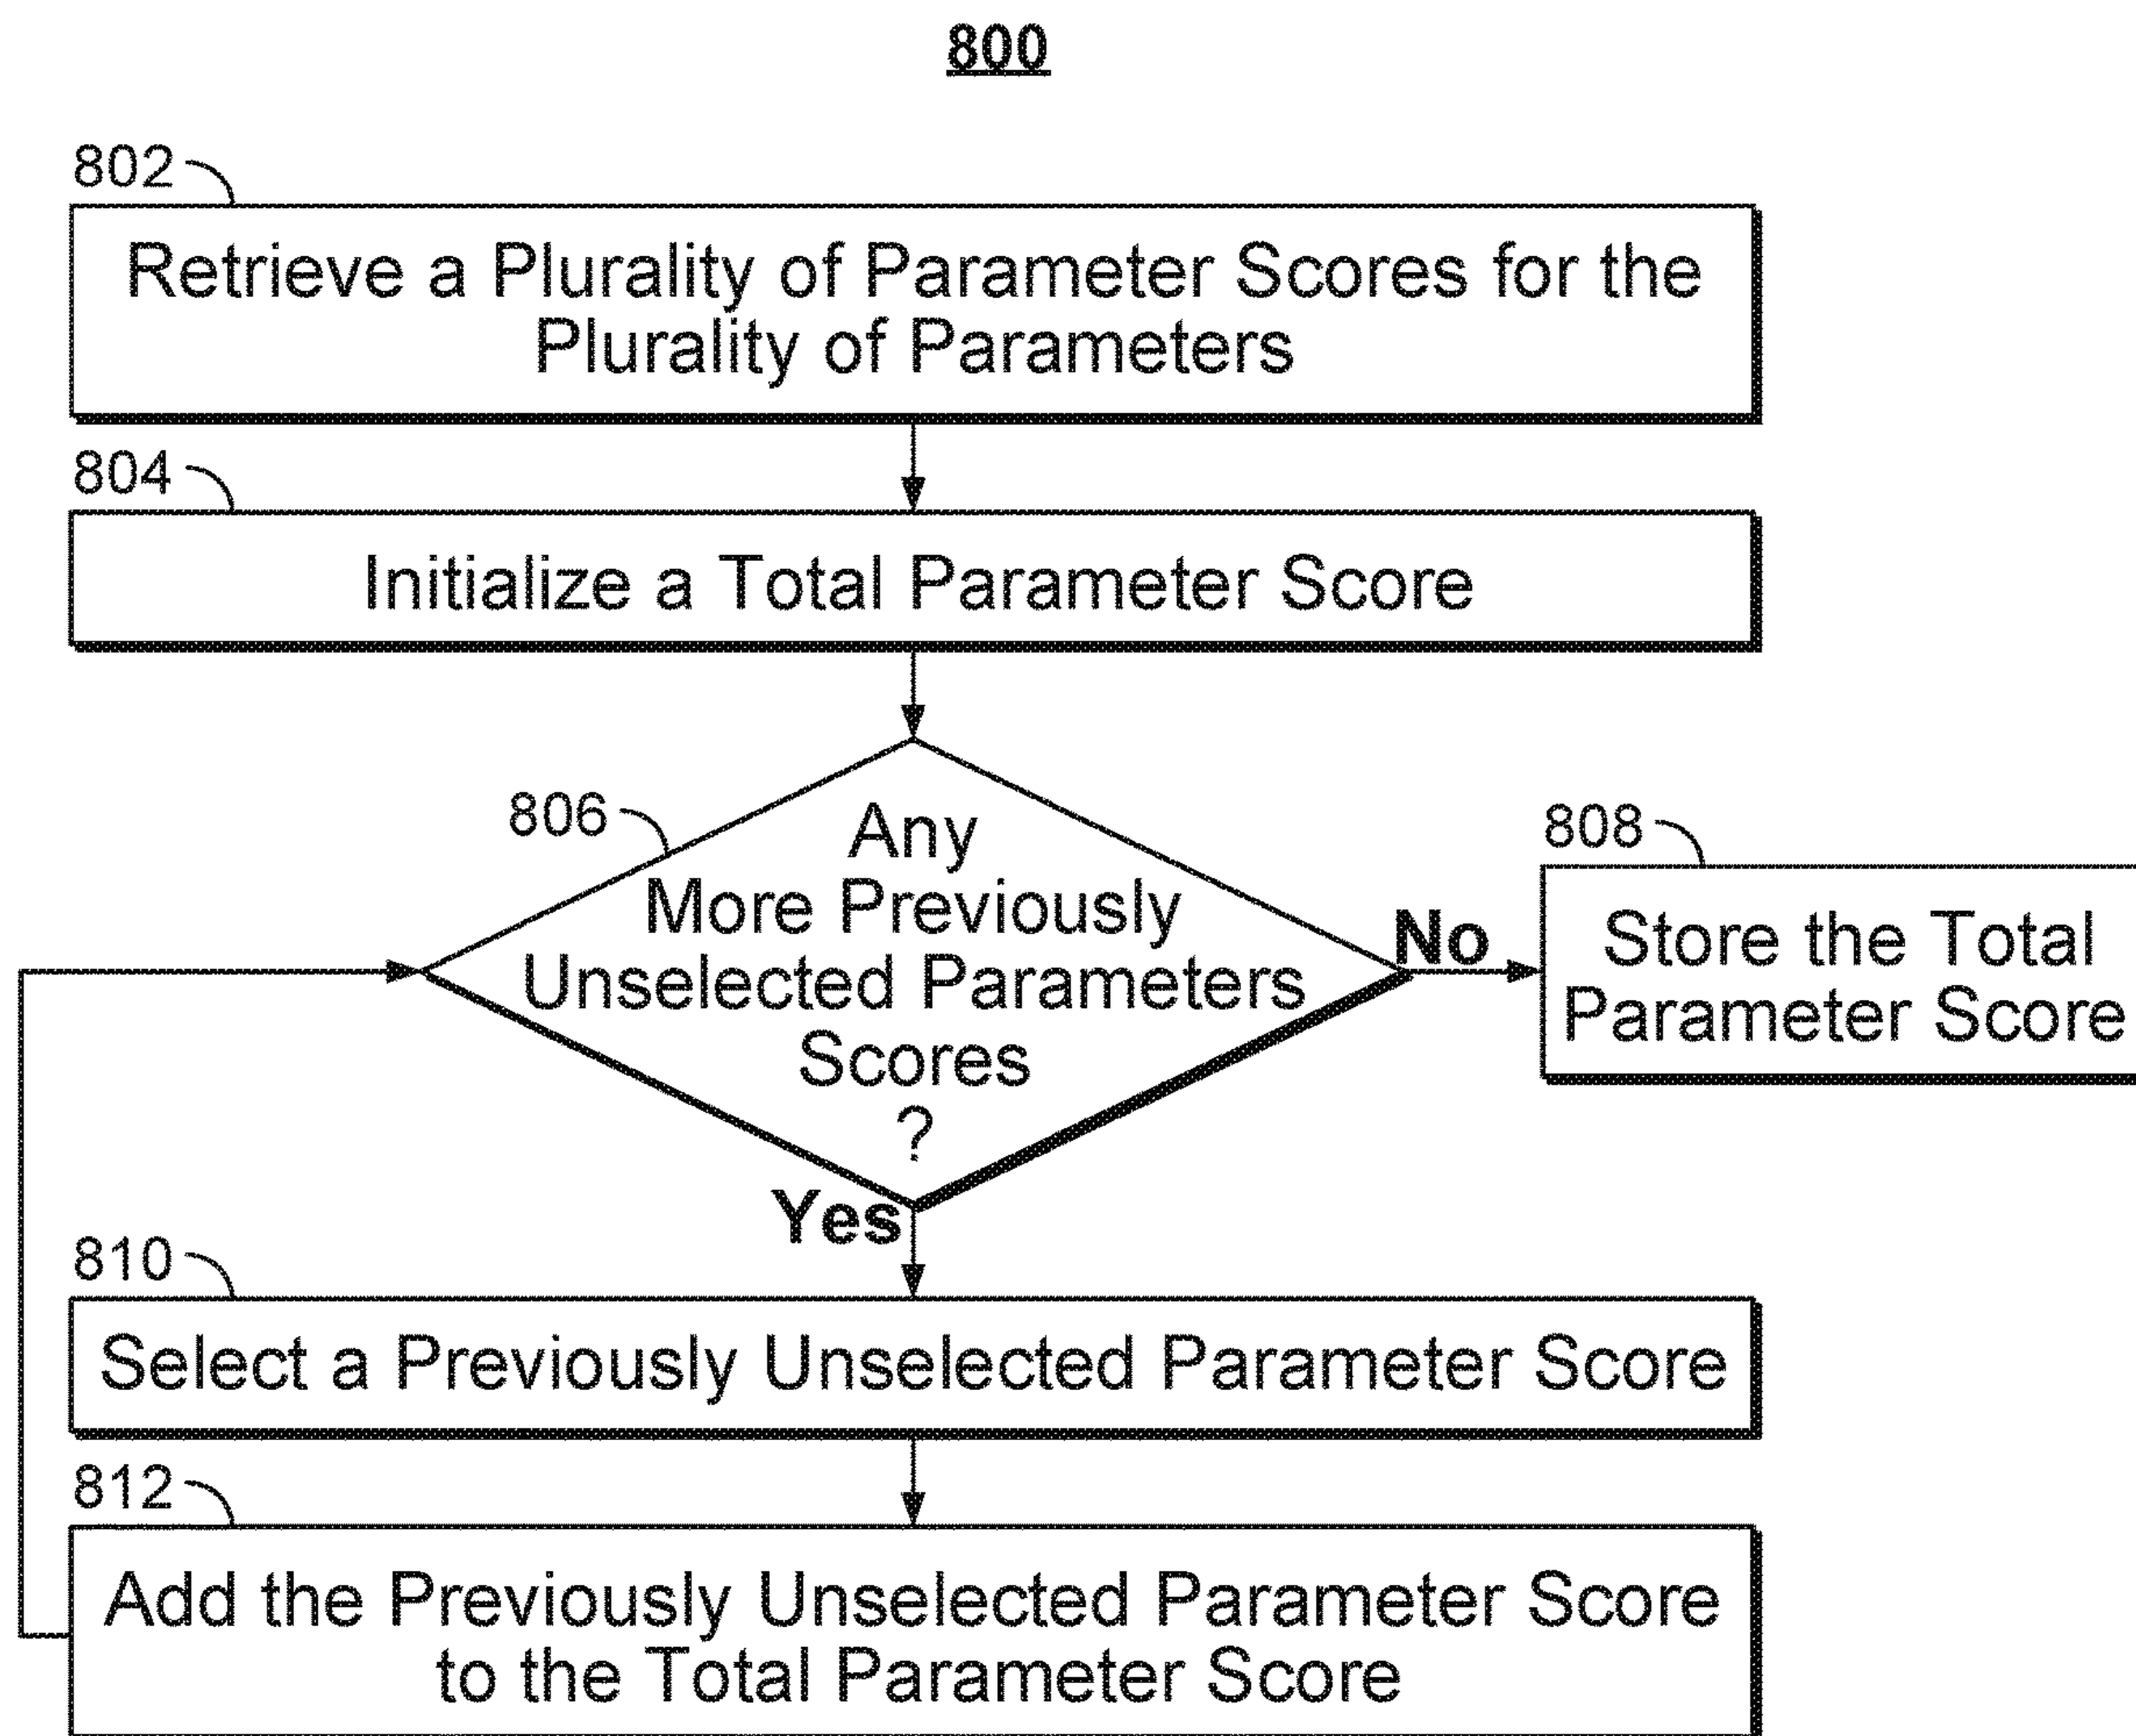 800
802
Retrieve a Plurality of Parameter Scores for the
Plurality of Parameters
804
Initialize a Total Parameter Score
806
Any
More Previously
Unselected Parameters
Scores
?
No
808
Store the Total
Parameter Score
Yes
810
Select a Previously Unselected Parameter Score
812
Add the Previously Unselected Parameter Score
to the Total Parameter Score